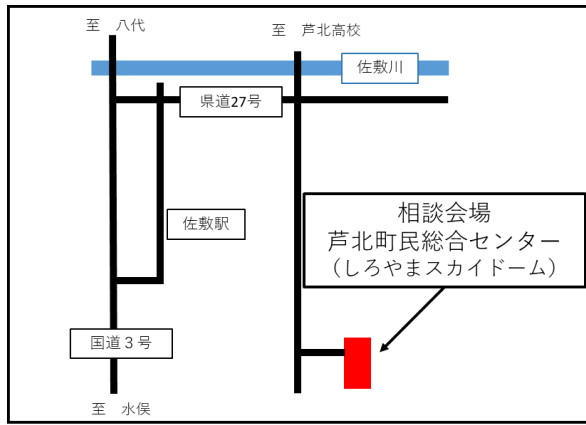 至　八代
至　芦北高校
佐敷川
県道27号
佐敷駅
相談会場
芦北町民総合センター
（しろやまスカイドーム）
国道３号
至　水俣